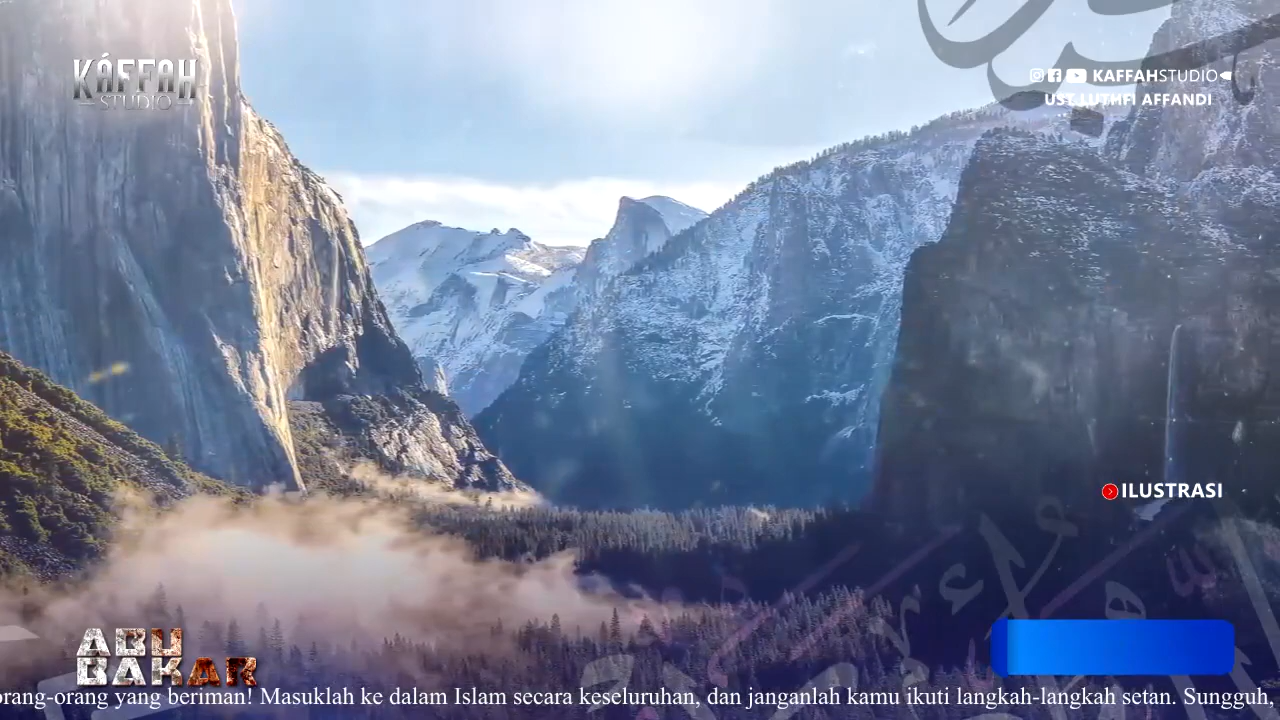 KÁFFAH
STUDIO
KAFFAHSTUDIO
UST.LUTHFI AFFANDI
ILUSTRASI
ABU
BAKAR
orang-orang yang beriman! Masuklah ke dalam Islam secara keseluruhan, dan janganlah kamu ikuti langkah-langkah setan. Sungguh,